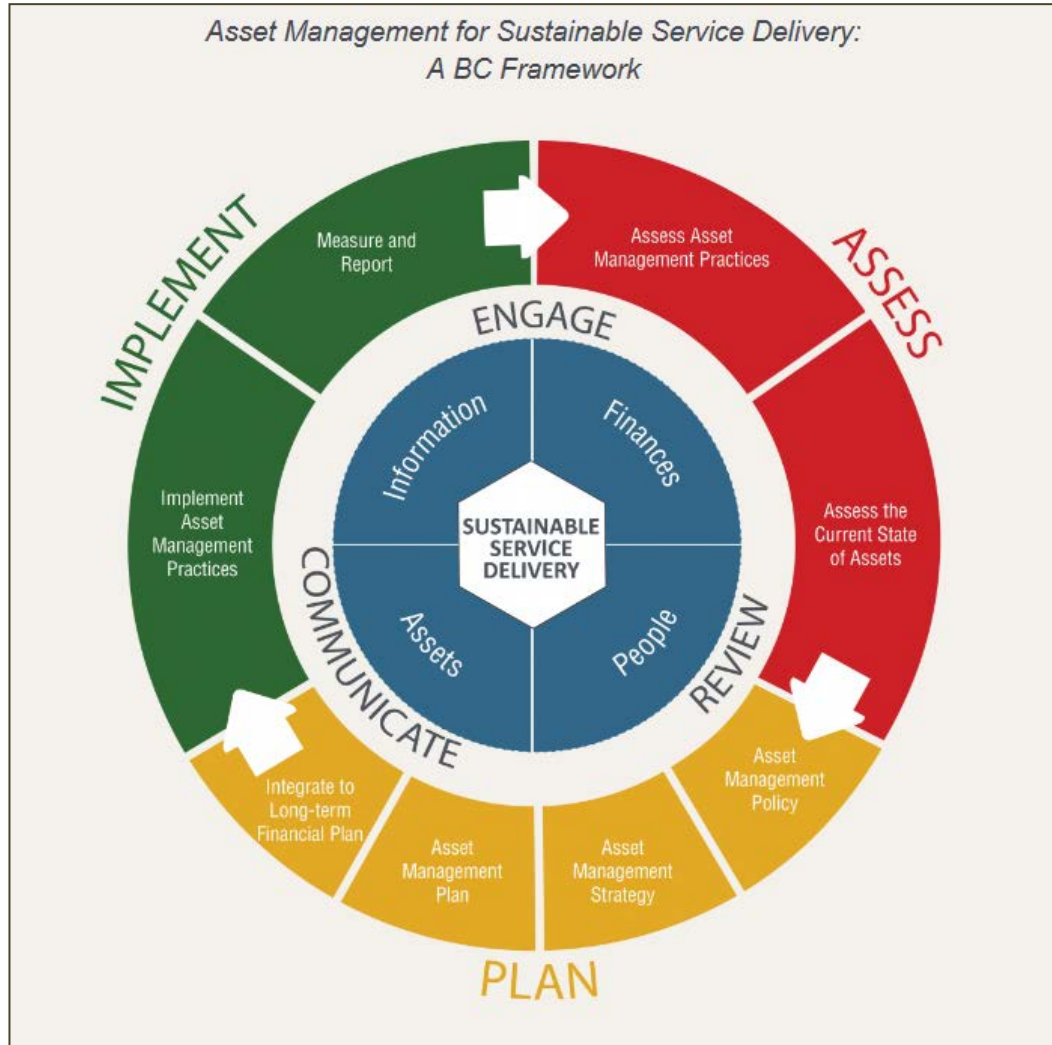 Asset Management for Sustainable Service Delivery:
A BC Framework
IMPLEMENT
Measure and
Report
Assess Asset
Management Practices
ASSESS
ENGAGE
Information
Finances
Implement
Asset
Management
Practices
SUSTAINABLE
SERVICE
DELIVERY
Assess the
Current State
of Assets
COMMUNICATE
Assets
People
REVIEW
Integrate to
Long-term
Financial Plan
Asset
Management
Plan
Asset
Management
Strategy
Asset
Management
Policy
PLAN